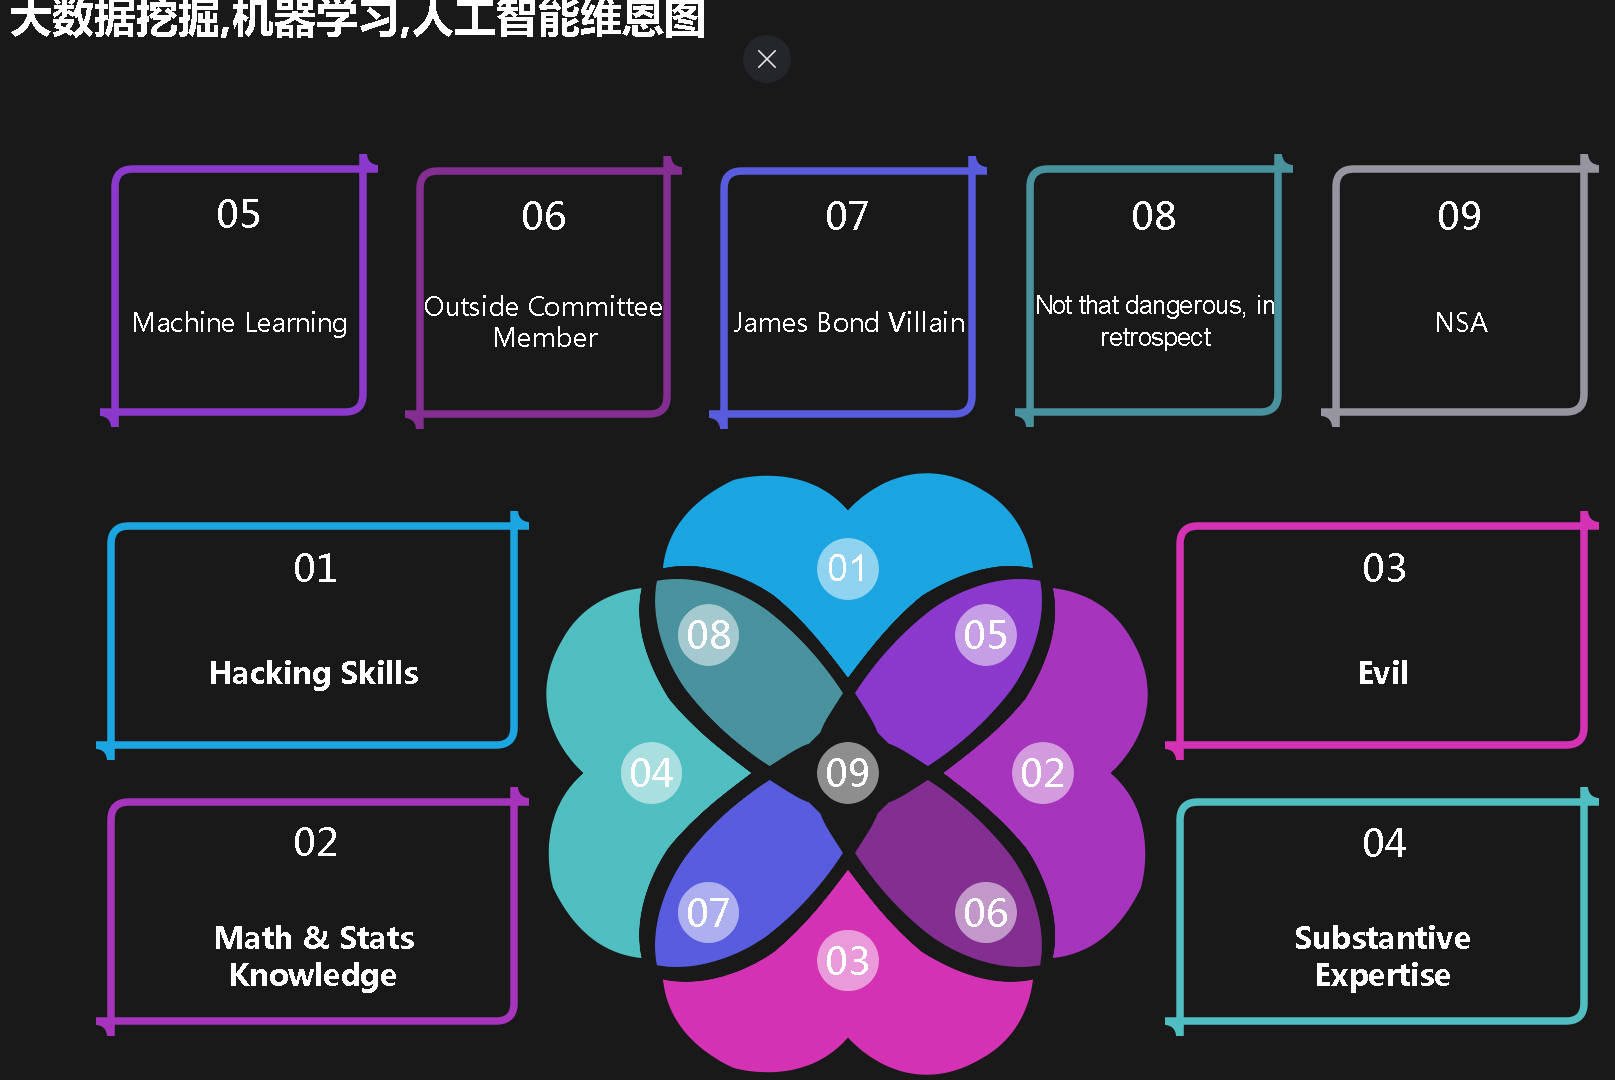 大数据挖掘,机器学习,人工智能维恩图
05
Machine Learning
06
Outside Committee
Member
07
James Bond Villain
08
Not that dangerous, in
retrospect
09
NSA
01
Hacking Skills
02
Math & Stats
Knowledge
01
08
05
04
09
02
07
06
03
03
Evil
04
Substantive
Expertise